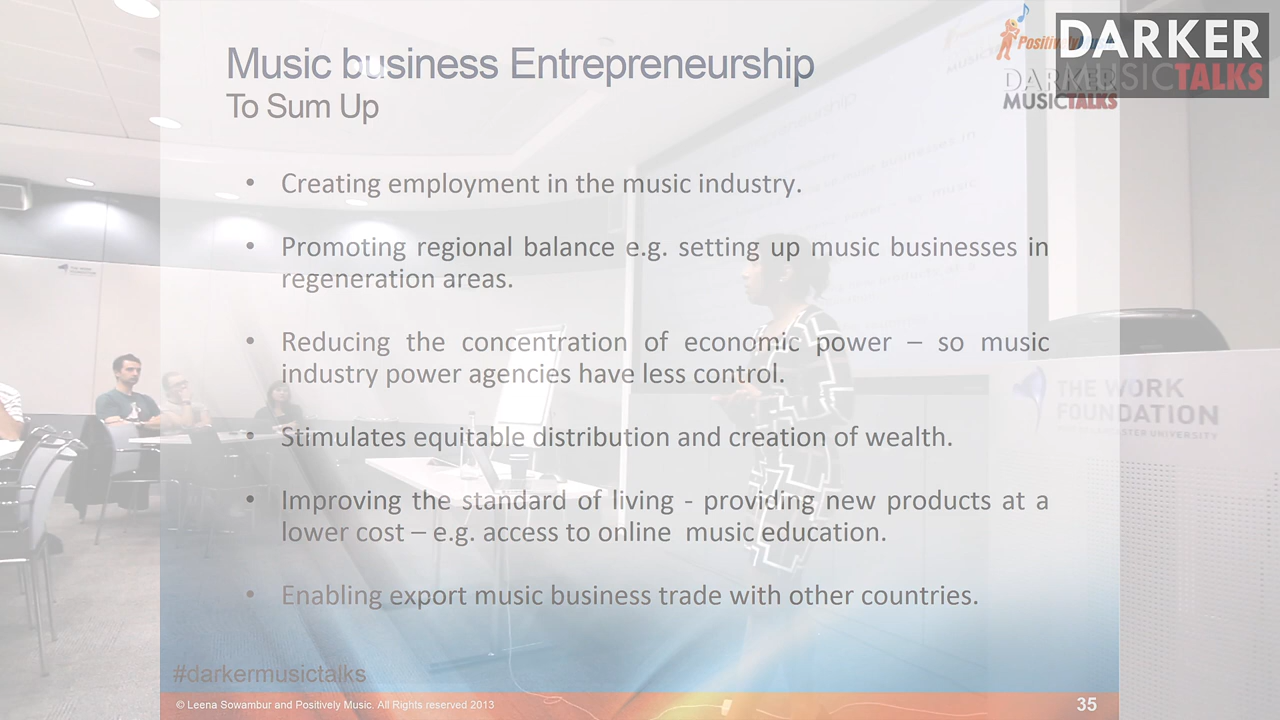 Music business Entrepreneurship
To Sum Up
DARKER
MUSICTALKS
DARKER
MUSICTALKS
• Creating employment in the music industry.
• Promoting regional balance e.g. setting up music businesses in
regeneration areas.
• Reducing the concentration of economic power – so music
industry power agencies have less control.
• Stimulates equitable distribution and creation of wealth.
• Improving the standard of living - providing new products at a
lower cost – e.g. access to online music education.
• Enabling export music business trade with other countries.
THE WORK
FOUNDATION
#darkermusictalks
© Leena Sowambur and Positively Music. All Rights reserved 2013
35